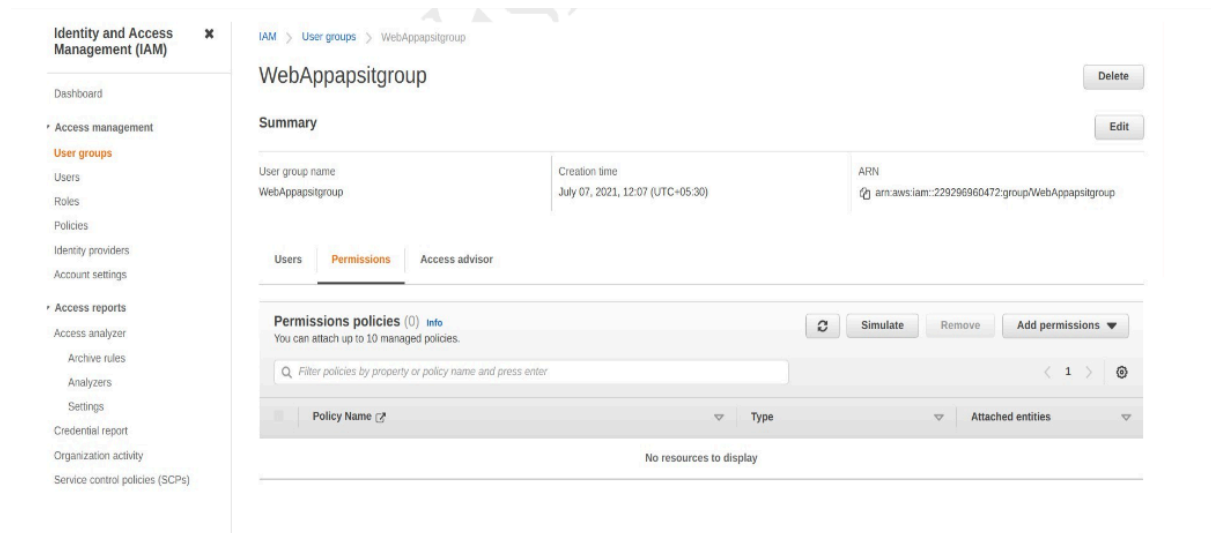 Identity and Access
Management (IAM)
IAM > User groups > WebAppapsitgroup
WebAppapsitgroup
Delete
Dashboard
Summary
Edit
Access management
User groups
Users
Roles
Policies
Identity providers
Account settings
User group name
WebAppapsitgroup
Creation time
July 07, 2021, 12:07 (UTC+05:30)
ARN
arn:aws:iam::229296960472:group/WebAppapsitgroup
Users Permissions Access advisor
Access reports
Access analyzer
Archive rules
Analyzers
Settings
Credential report
Organization activity
Service control policies (SCPs)
Permissions policies (0) Info
You can attach up to 10 managed policies.
Simulate Remove Add permissions
Filter policies by property or policy name and press enter
< 1 >
Policy Name Type Attached entities
No resources to display